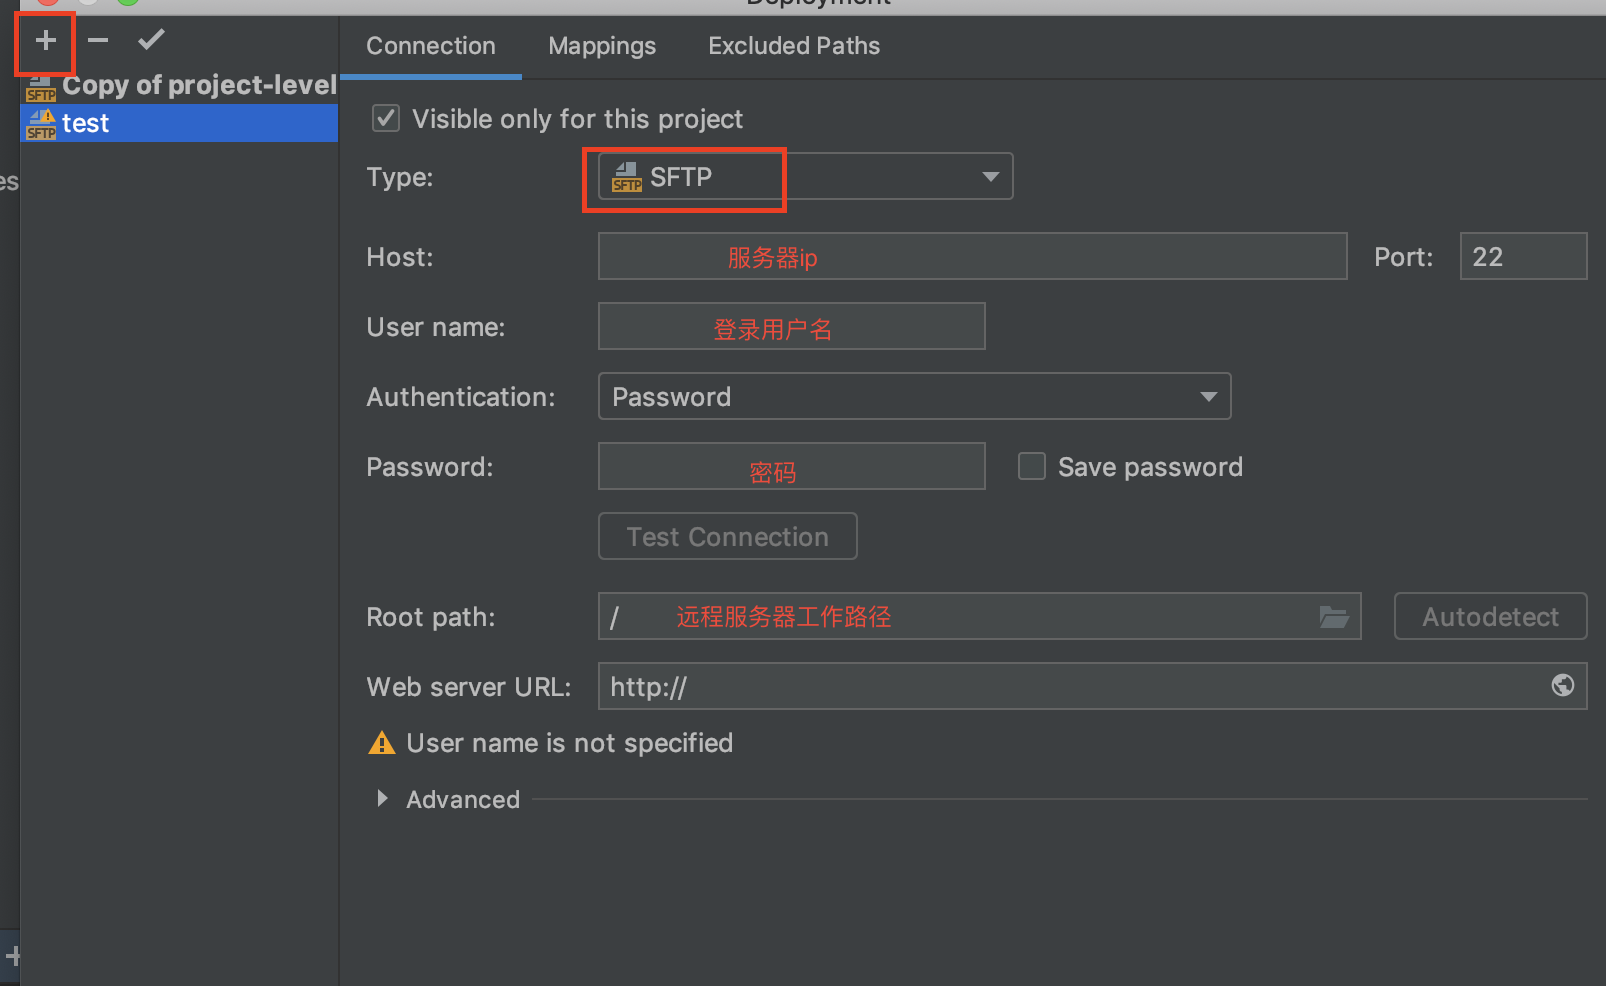 Deployment
Connection Mappings Excluded Paths
SFTP Copy of project-level
SFTP test
es
Visible only for this project
Type: SFTP SFTP
Host: 服务器ip Port: 22
User name: 登录用户名
Authentication: Password
Password: 密码 Save password
Test Connection
Root path: / 远程服务器工作路径 Autodetect
Web server URL: http://
User name is not specified
Advanced